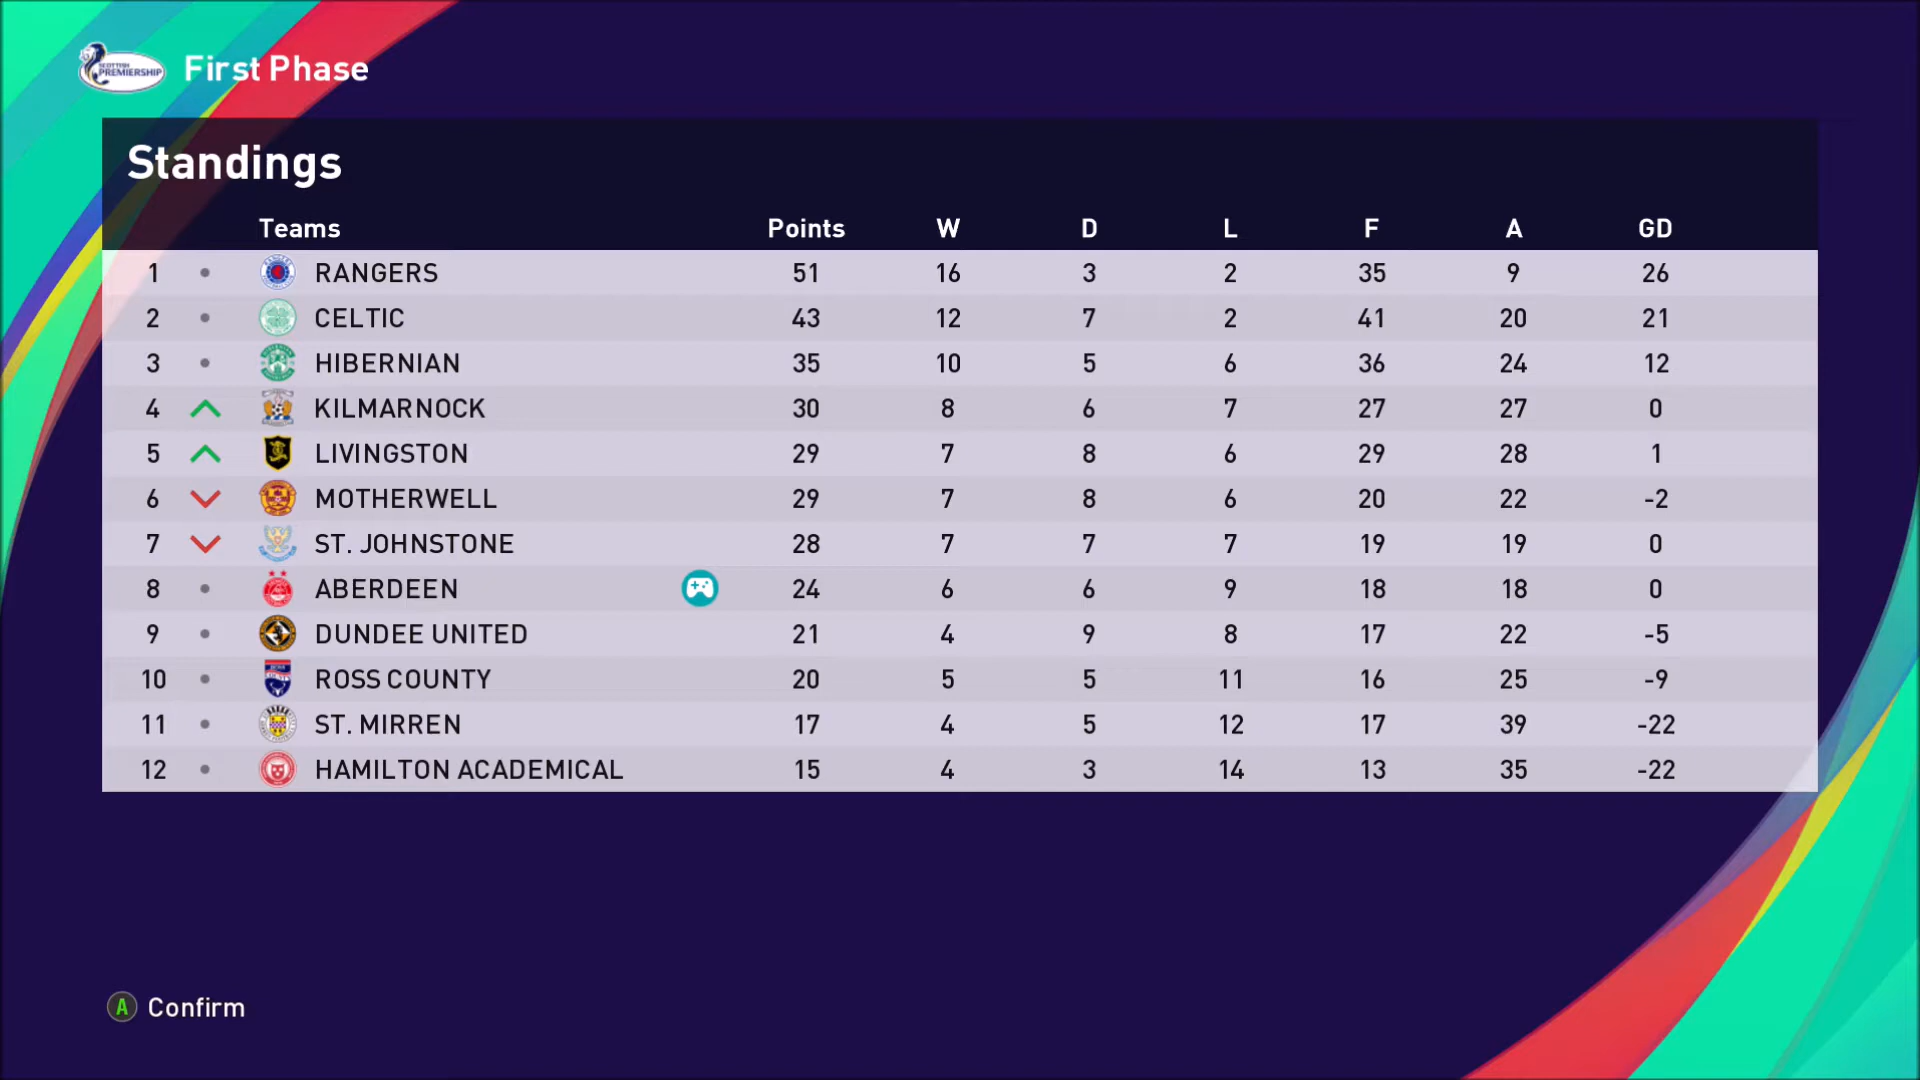 SCOTTISH
PREMIERSHIP
First Phase
Standings
Teams Points W D L F A GD
1 RANGERS 51 16 3 2 35 9 26
2 CELTIC 43 12 7 2 41 20 21
3 HIBERNIAN 35 10 5 6 36 24 12
4 KILMARNOCK 30 8 6 7 27 27 0
5 LIVINGSTON 29 7 8 6 29 28 1
6 MOTHERWELL 29 7 8 6 20 22 -2
7 ST. JOHNSTONE 28 7 7 7 19 19 0
8 ABERDEEN 24 6 6 9 18 18 0
9 DUNDEE UNITED 21 4 9 8 17 22 -5
10 ROSS COUNTY 20 5 5 11 16 25 -9
11 ST. MIRREN 17 4 5 12 17 39 -22
12 HAMILTON ACADEMICAL 15 4 3 14 13 35 -22
A Confirm